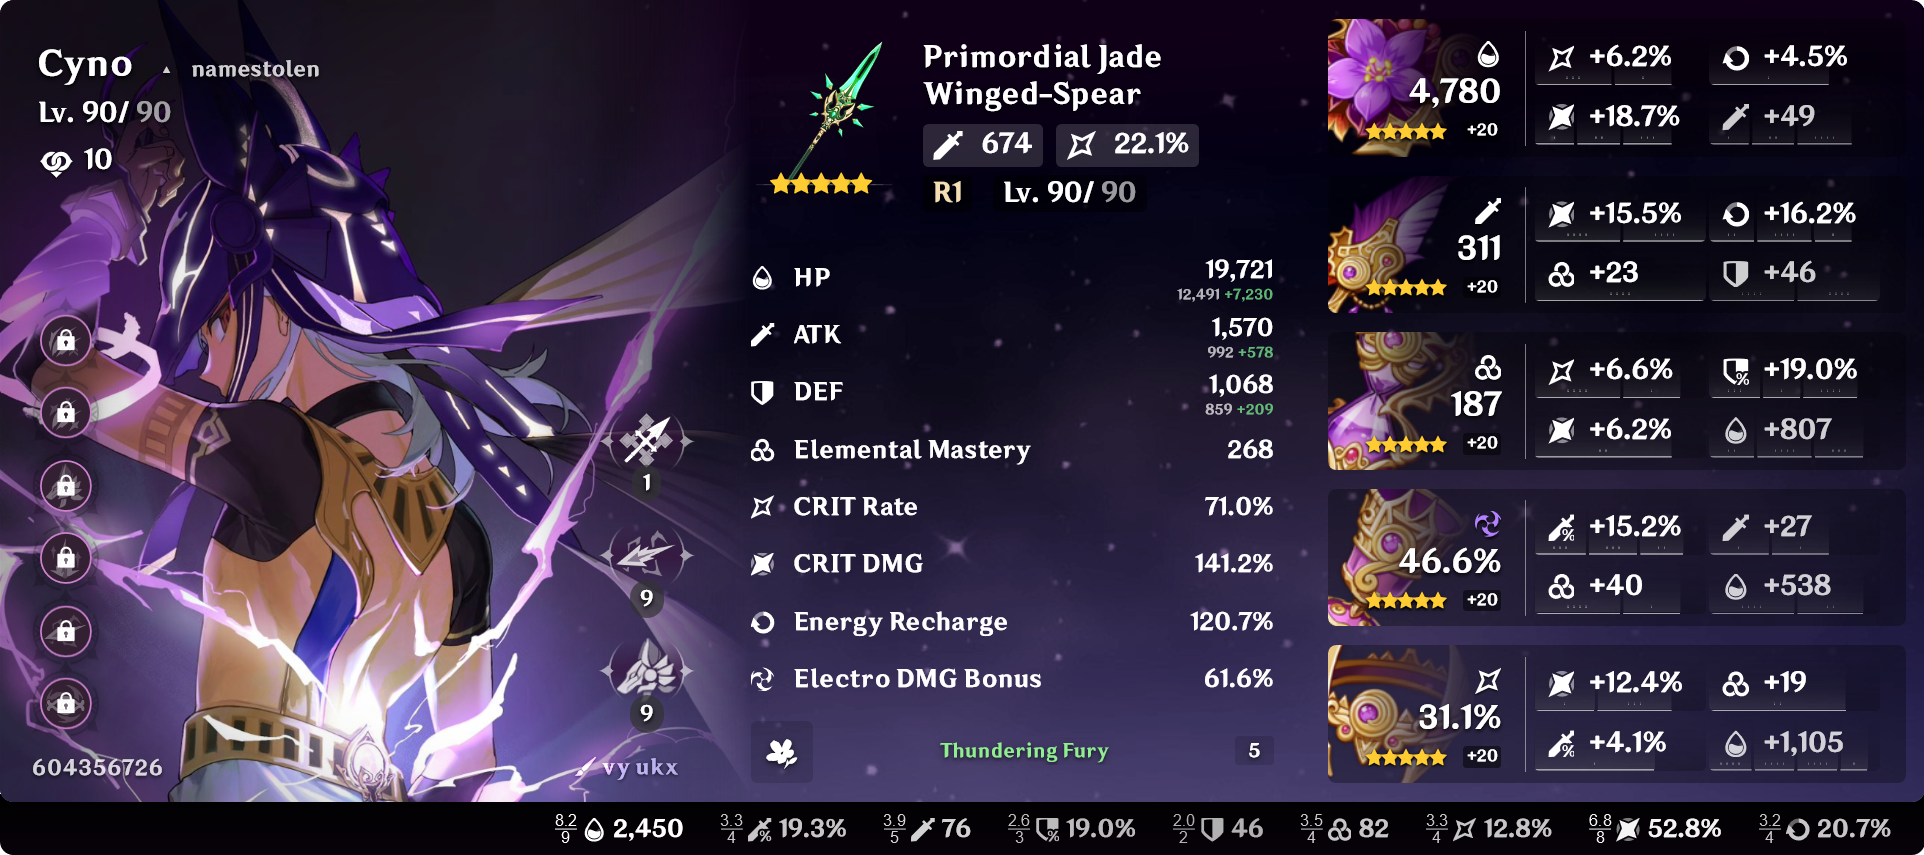 Cyno namestolen
Lv. 90/ 90
10
1
9
9
604356726
vy ukx
Primordial Jade
Winged-Spear
674 22.1%
R1 Lv. 90/ 90
HP 19,721
12,491 +7,230
ATK 1,570
992 +578
DEF 1,068
859 +209
Elemental Mastery 268
CRIT Rate 71.0%
CRIT DMG 141.2%
Energy Recharge 120.7%
Electro DMG Bonus 61.6%
Thundering Fury 5
4,780
+20
+6.2% +4.5%
+18.7% +49
311
+20
+15.5% +16.2%
+23 +46
187
+20
+6.6% +19.0%
+6.2% +807
46.6%
+20
+15.2% +27
+40 +538
31.1%
+20
+12.4% +19
+4.1% +1,105
8.2/9 2,450 3.3/4 19.3% 3.9/5 76 2.6/3 19.0% 2.0/2 46 3.5/4 82 3.3/4 12.8% 6.8/8 52.8% 3.2/4 20.7%